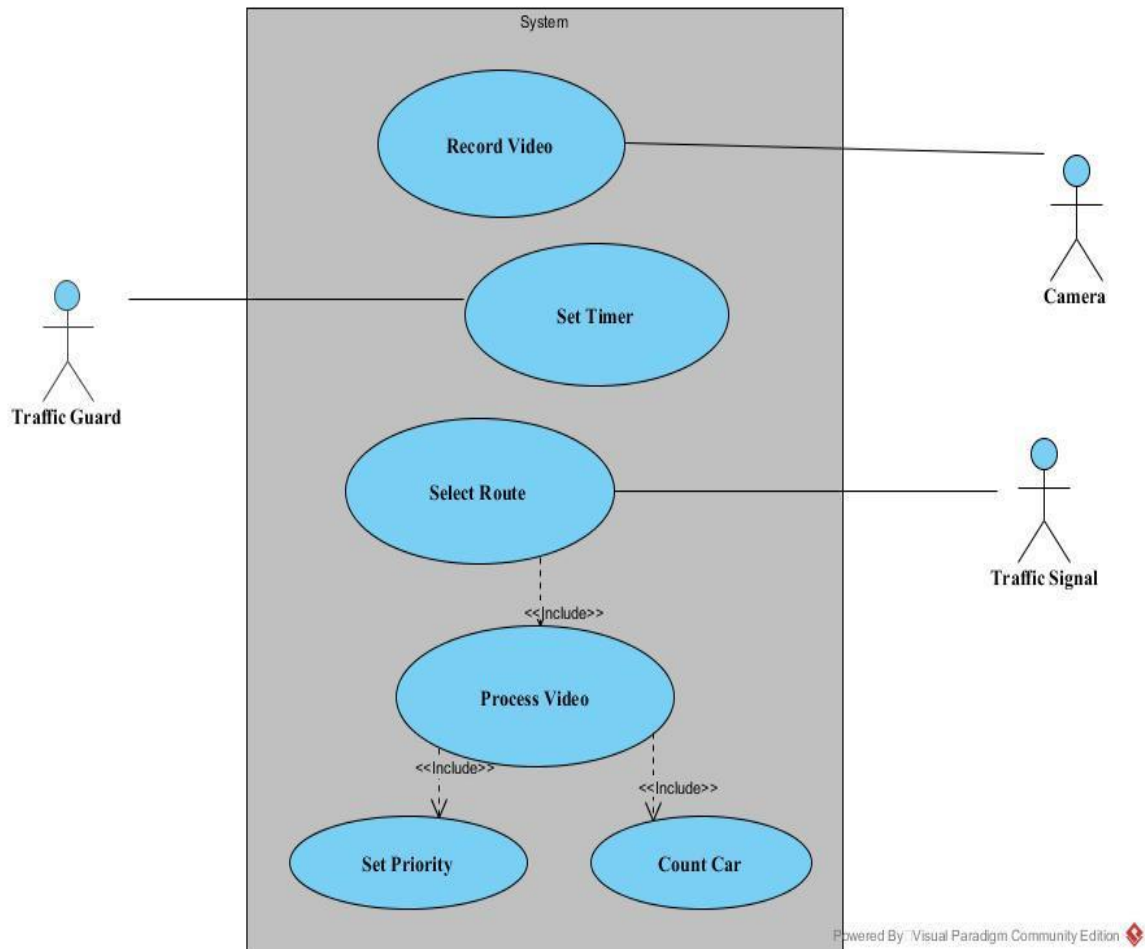 System
Record Video
Camera
Set Timer
Traffic Guard
Select Route
Traffic Signal
<<Include>>
Process Video
<<Include>>
<<Include>>
Set Priority
Count Car
Powered By Visual Paradigm Community Edition